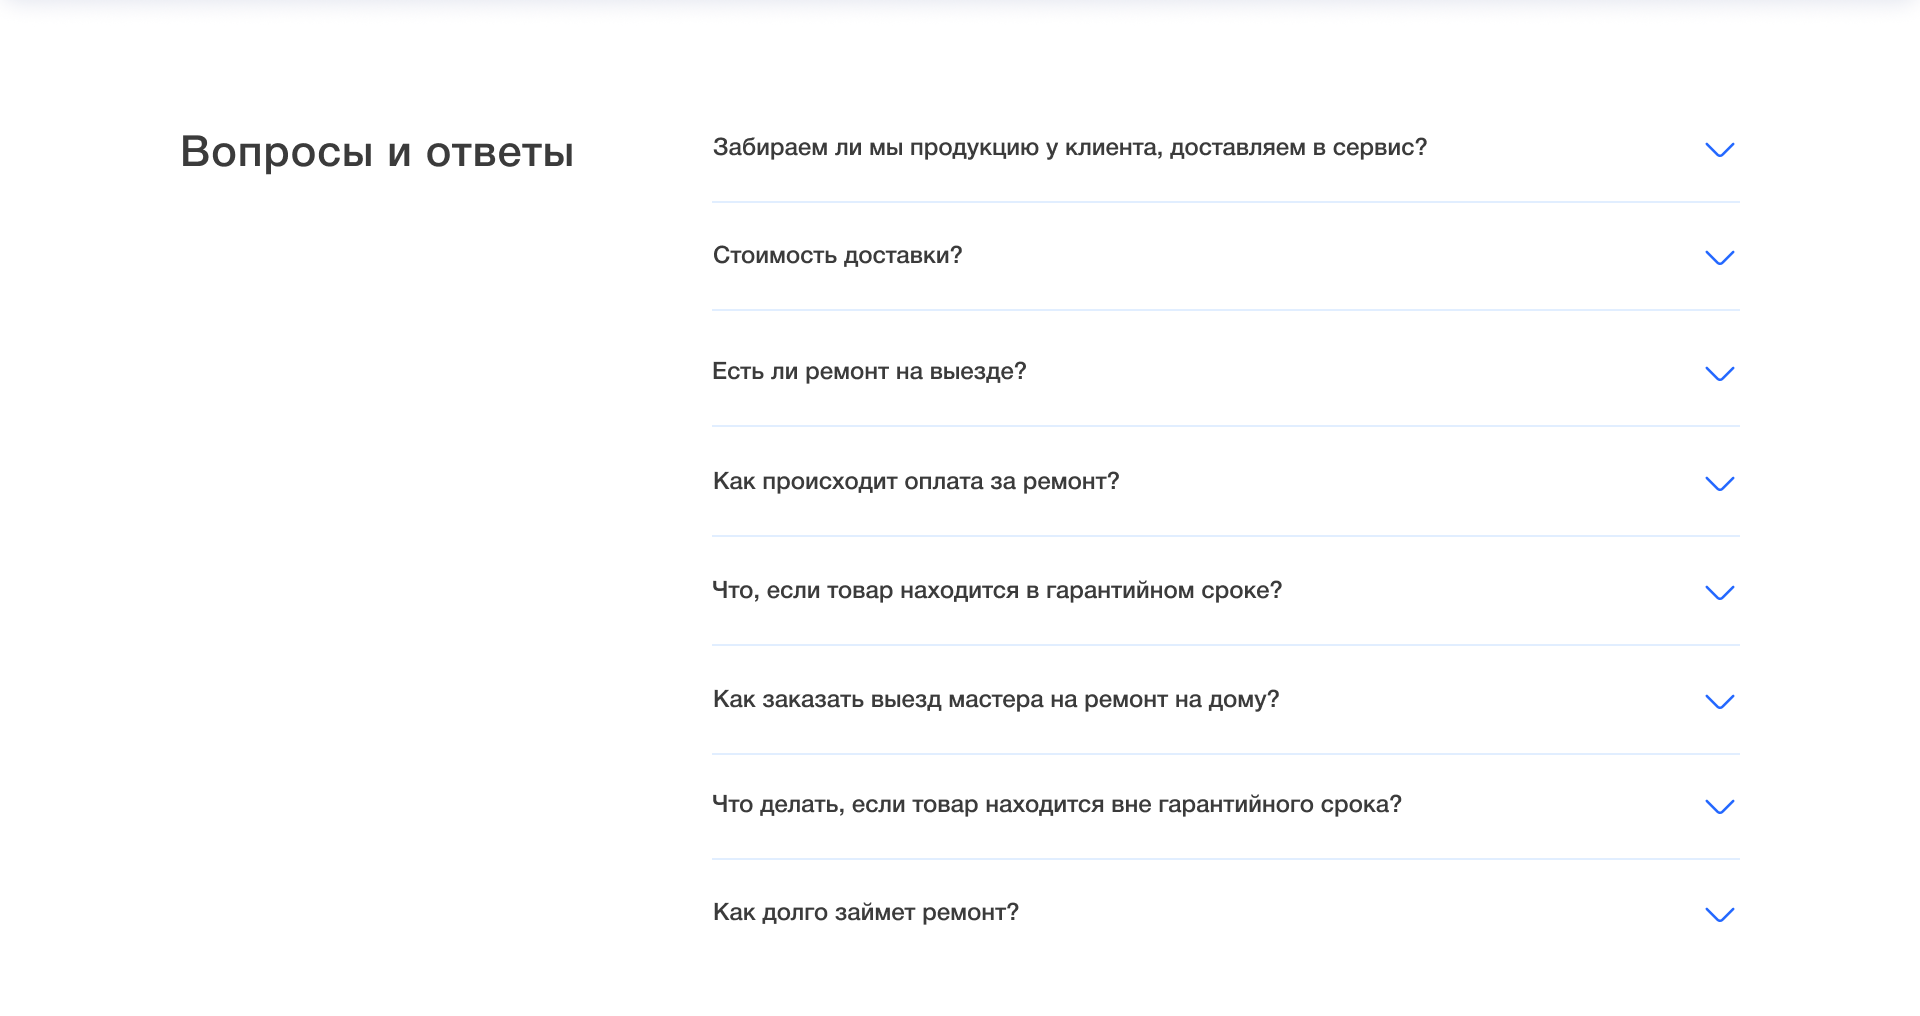 Вопросы и ответы
Забираем ли мы продукцию у клиента, доставляем в сервис?
Стоимость доставки?
Есть ли ремонт на выезде?
Как происходит оплата за ремонт?
Что, если товар находится в гарантийном сроке?
Как заказать выезд мастера на ремонт на дому?
Что делать, если товар находится вне гарантийного срока?
Как долго займет ремонт?